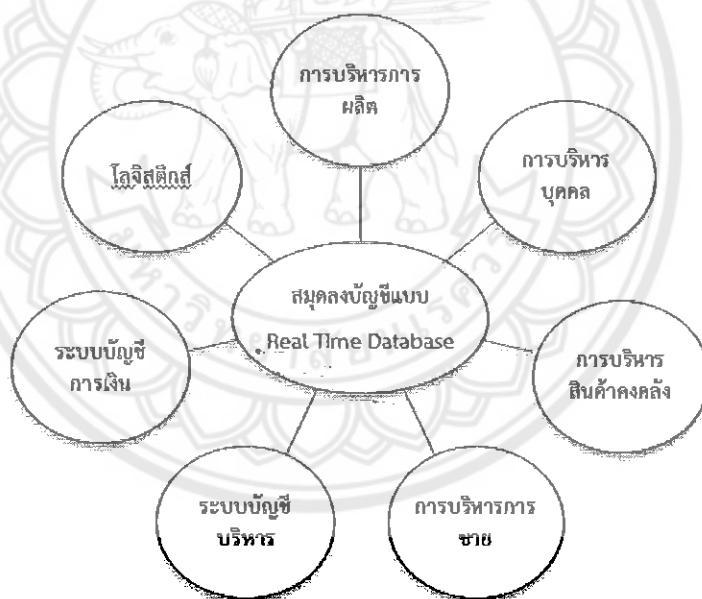 การบริหารการ
ผลิต
โลจิสติกส์
การบริหาร
บุคคล
สมุดลงบัญชีแบบ
Real Time Database
ระบบบัญชี
การเงิน
การบริหาร
สินค้าคงคลัง
ระบบบัญชี
บริหาร
การบริหารการ
ขาย